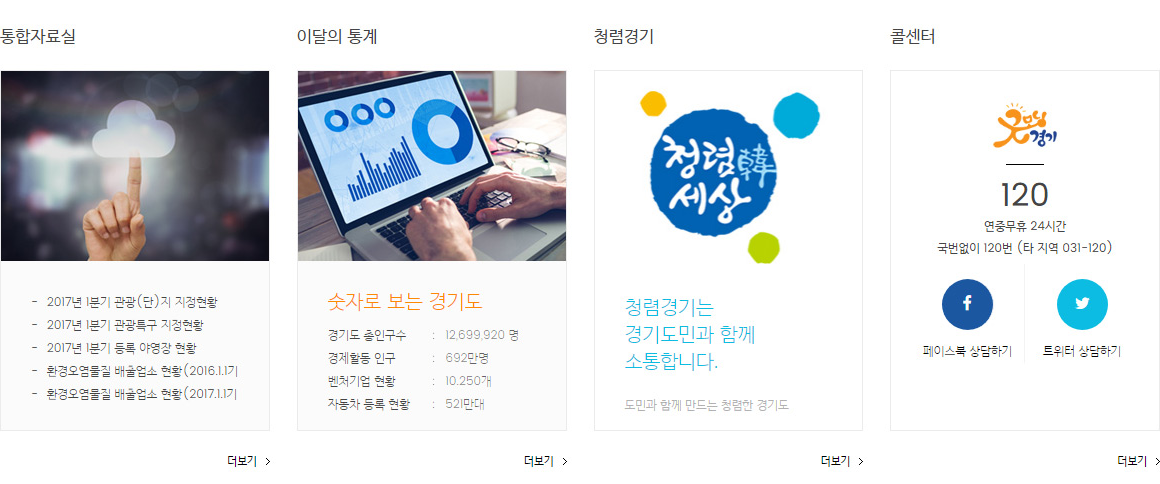 통합자료실
이달의 통계
청렴경기
콜센터
- 2017년 1분기 관광(단)지 지정현황
- 2017년 1분기 관광특구 지정현황
- 2017년 1분기 등록 야영장 현황
- 환경오염물질 배출업소 현황(2016.1.1기
- 환경오염물질 배출업소 현황(2017.1.1기
더보기 >
숫자로 보는 경기도
경기도 총인구수 : 12,699,920 명
경제활동 인구 : 692만명
벤처기업 현황 : 10.250개
자동차 등록 현황 : 521만대
더보기 >
청렴韓
세상
청렴경기는
경기도민과 함께
소통합니다.
도민과 함께 만드는 청렴한 경기도
더보기 >
굿모닝
경기
120
연중무휴 24시간
국번없이 120번 (타 지역 031-120)
페이스북 상담하기
트위터 상담하기
더보기 >